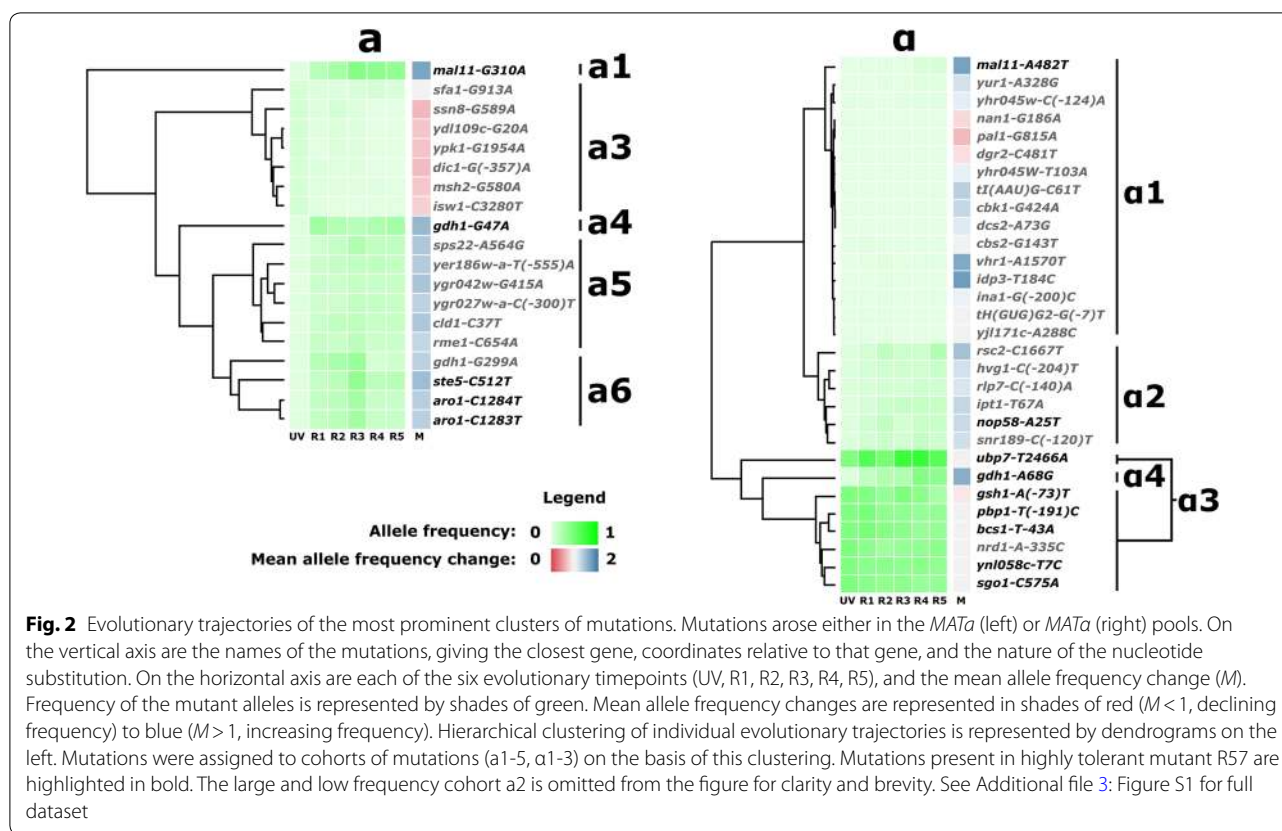 a
mal11-G310A
a1
sfa1-G913A
ssn8-G589A
ydl109c-G20A
ypk1-G1954A
dic1-G(-357)A
msh2-G580A
isw1-C3280T
a3
gdh1-G47A
a4
sps22-A564G
yer186w-a-T(-555)A
ygr042w-G415A
ygr027w-a-C(-300)T
cld1-C37T
rme1-C654A
a5
gdh1-G299A
ste5-C512T
aro1-C1284T
aro1-C1283T
a6
UV R1 R2 R3 R4 R5 M
Legend
Allele frequency: 0 1
Mean allele frequency change: 0 2
α
mal11-A482T
yur1-A328G
yhr045w-C(-124)A
nan1-G186A
pal1-G815A
dgr2-C481T
yhr045W-T103A
tI(AAU)G-C61T
cbk1-G424A
dcs2-A73G
cbs2-G143T
vhr1-A1570T
idp3-T184C
ina1-G(-200)C
tH(GUG)G2-G(-7)T
yjl171c-A288C
α1
rsc2-C1667T
hvg1-C(-204)T
rlp7-C(-140)A
ipt1-T67A
nop58-A25T
snr189-C(-120)T
α2
ubp7-T2466A
gdh1-A68G
α4
gsh1-A(-73)T
pbp1-T(-191)C
bcs1-T-43A
nrd1-A-335C
ynl058c-T7C
sgo1-C575A
α3
UV R1 R2 R3 R4 R5 M
Fig. 2 Evolutionary trajectories of the most prominent clusters of mutations. Mutations arose either in the MATa (left) or MATα (right) pools. On
the vertical axis are the names of the mutations, giving the closest gene, coordinates relative to that gene, and the nature of the nucleotide
substitution. On the horizontal axis are each of the six evolutionary timepoints (UV, R1, R2, R3, R4, R5), and the mean allele frequency change (M).
Frequency of the mutant alleles is represented by shades of green. Mean allele frequency changes are represented in shades of red (M < 1, declining
frequency) to blue (M > 1, increasing frequency). Hierarchical clustering of individual evolutionary trajectories is represented by dendrograms on the
left. Mutations were assigned to cohorts of mutations (a1-5, α1-3) on the basis of this clustering. Mutations present in highly tolerant mutant R57 are
highlighted in bold. The large and low frequency cohort a2 is omitted from the figure for clarity and brevity. See Additional file 3: Figure S1 for full
dataset